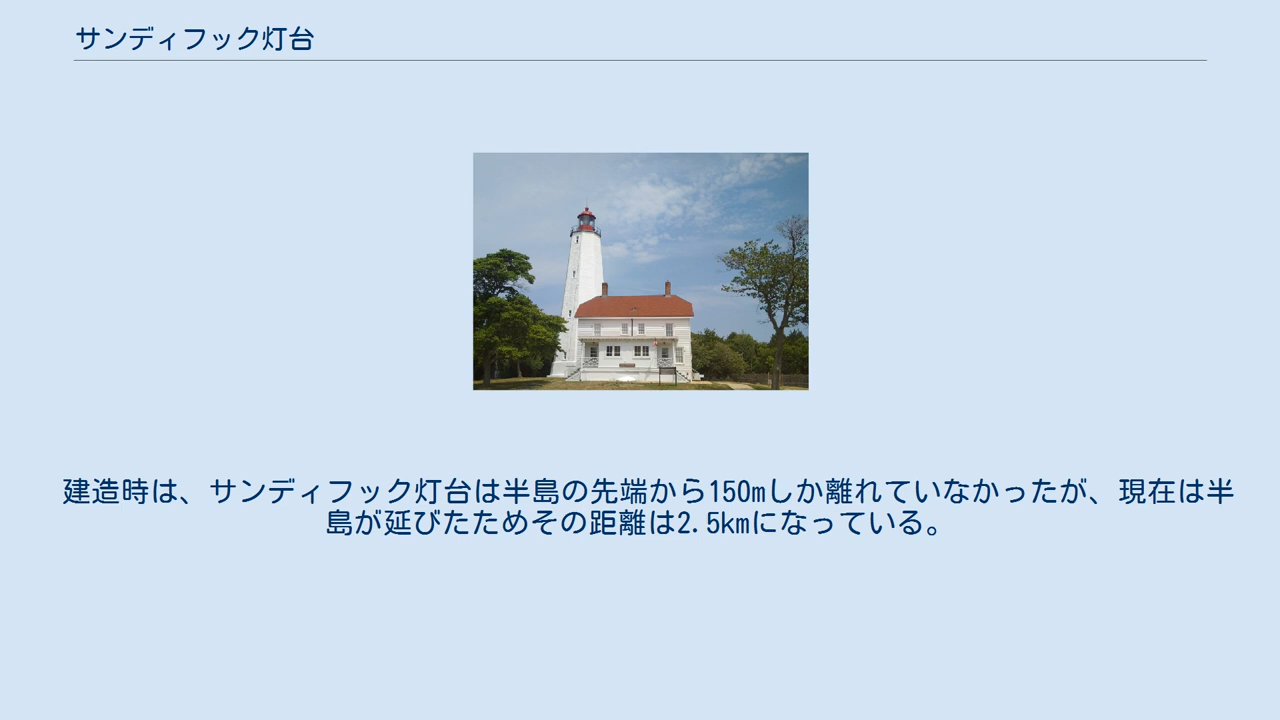 サンディフック灯台
建造時は、サンディフック灯台は半島の先端から150mしか離れていなかったが、現在は半
島が延びたためその距離は2.5kmになっている。